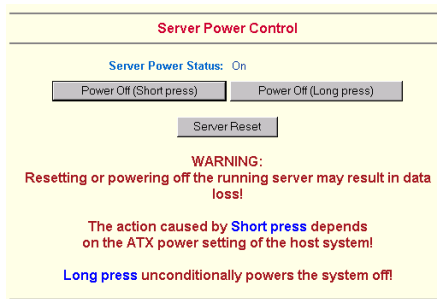 Server Power Control
Server Power Status: On
Power Off (Short press) Power Off (Long press)
Server Reset
WARNING:
Resetting or powering off the running server may result in data
loss!
The action caused by Short press depends
on the ATX power setting of the host system!
Long press unconditionally powers the system off!